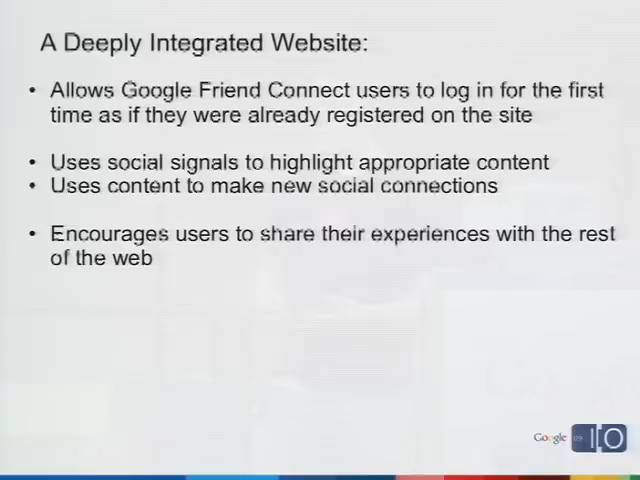 A Deeply Integrated Website:
• Allows Google Friend Connect users to log in for the first
time as if they were already registered on the site
• Uses social signals to highlight appropriate content
• Uses content to make new social connections
• Encourages users to share their experiences with the rest
of the web
Google 09 IO